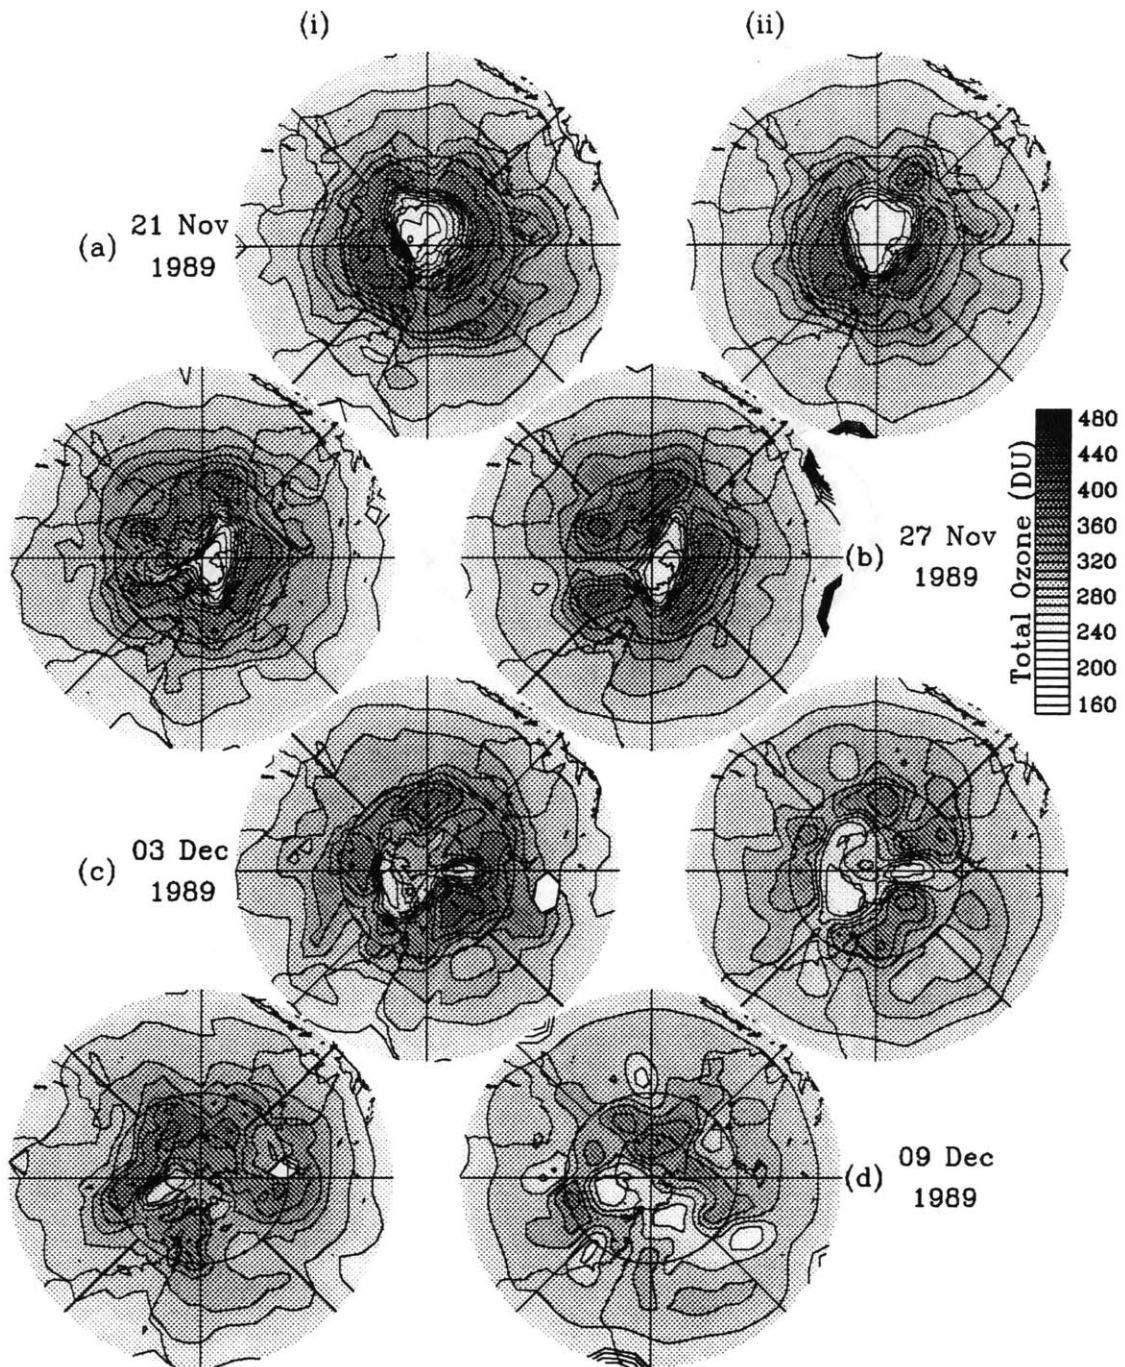 (i)
(ii)
(a) 21 Nov
1989
(b) 27 Nov
1989
Total Ozone (DU)
480
440
400
360
320
280
240
200
160
(c) 03 Dec
1989
(d) 09 Dec
1989